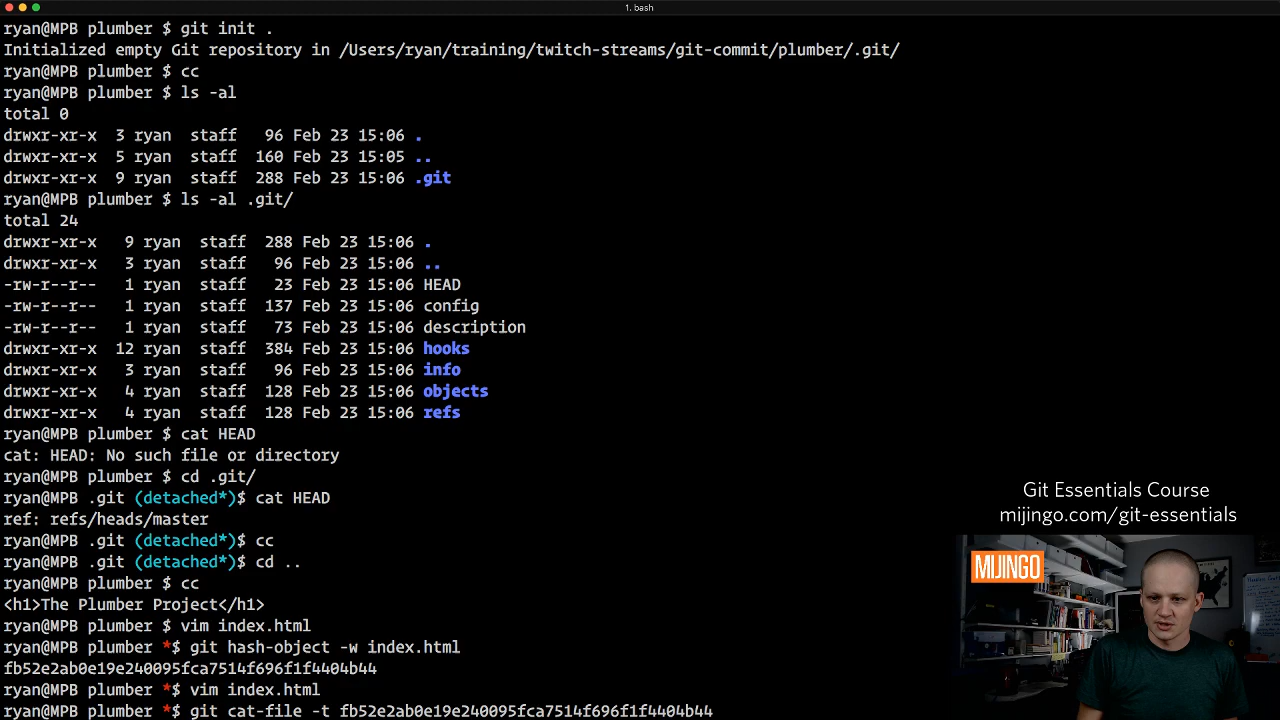 1. bash
ryan@MPB plumber $ git init .
Initialized empty Git repository in /Users/ryan/training/twitch-streams/git-commit/plumber/.git/
ryan@MPB plumber $ cc
ryan@MPB plumber $ ls -al
total 0
drwxr-xr-x 3 ryan staff 96 Feb 23 15:06 .
drwxr-xr-x 5 ryan staff 160 Feb 23 15:05 ..
drwxr-xr-x 9 ryan staff 288 Feb 23 15:06 .git
ryan@MPB plumber $ ls -al .git/
total 24
drwxr-xr-x 9 ryan staff 288 Feb 23 15:06 .
drwxr-xr-x 3 ryan staff 96 Feb 23 15:06 ..
-rw-r--r-- 1 ryan staff 23 Feb 23 15:06 HEAD
-rw-r--r-- 1 ryan staff 137 Feb 23 15:06 config
-rw-r--r-- 1 ryan staff 73 Feb 23 15:06 description
drwxr-xr-x 12 ryan staff 384 Feb 23 15:06 hooks
drwxr-xr-x 3 ryan staff 96 Feb 23 15:06 info
drwxr-xr-x 4 ryan staff 128 Feb 23 15:06 objects
drwxr-xr-x 4 ryan staff 128 Feb 23 15:06 refs
ryan@MPB plumber $ cat HEAD
cat: HEAD: No such file or directory
ryan@MPB plumber $ cd .git/
ryan@MPB .git (detached*)$ cat HEAD
ref: refs/heads/master
ryan@MPB .git (detached*)$ cc
ryan@MPB .git (detached*)$ cd ..
ryan@MPB plumber $ cc
<h1>The Plumber Project</h1>
ryan@MPB plumber $ vim index.html
ryan@MPB plumber *$ git hash-object -w index.html
fb52e2ab0e19e240095fca7514f696f1f4404b44
ryan@MPB plumber *$ vim index.html
ryan@MPB plumber *$ git cat-file -t fb52e2ab0e19e240095fca7514f696f1f4404b44
Git Essentials Course
mijingo.com/git-essentials
MIJINGO